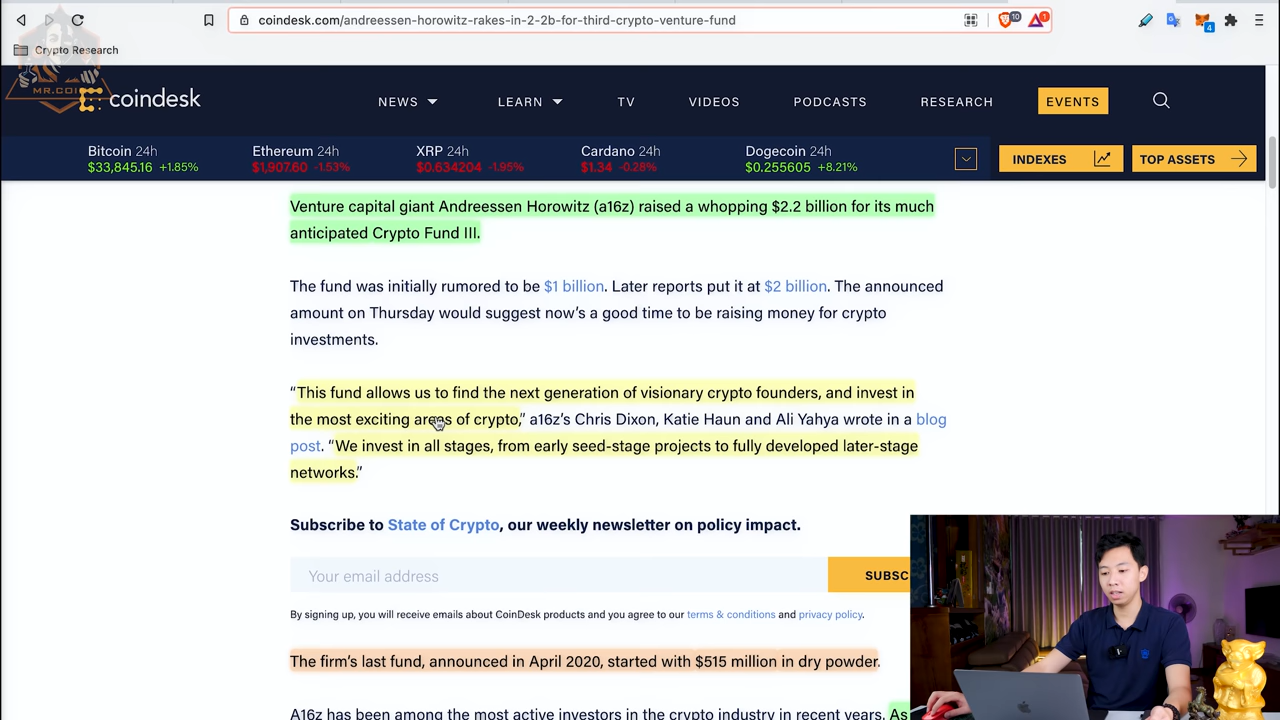 coindesk.com/andreessen-horowitz-rakes-in-2-2b-for-third-crypto-venture-fund
10
1
4
Crypto Research
MR.COI
coindesk
NEWS
LEARN
TV
VIDEOS
PODCASTS
RESEARCH
EVENTS
Bitcoin 24h
$33,845.16 +1.85%
Ethereum 24h
$1,907.60 -1.53%
XRP 24h
$0.634204 -1.95%
Cardano 24h
$1.34 -0.28%
Dogecoin 24h
$0.255605 +8.21%
INDEXES
TOP ASSETS
Venture capital giant Andreessen Horowitz (a16z) raised a whopping $2.2 billion for its much
anticipated Crypto Fund III.
The fund was initially rumored to be $1 billion. Later reports put it at $2 billion. The announced
amount on Thursday would suggest now’s a good time to be raising money for crypto
investments.
“This fund allows us to find the next generation of visionary crypto founders, and invest in
the most exciting areas of crypto,” a16z’s Chris Dixon, Katie Haun and Ali Yahya wrote in a blog
post. “We invest in all stages, from early seed-stage projects to fully developed later-stage
networks.”
Subscribe to State of Crypto, our weekly newsletter on policy impact.
Your email address
SUBSC
By signing up, you will receive emails about CoinDesk products and you agree to our terms & conditions and privacy policy.
The firm’s last fund, announced in April 2020, started with $515 million in dry powder.
A16z has been among the most active investors in the crypto industry in recent years. As